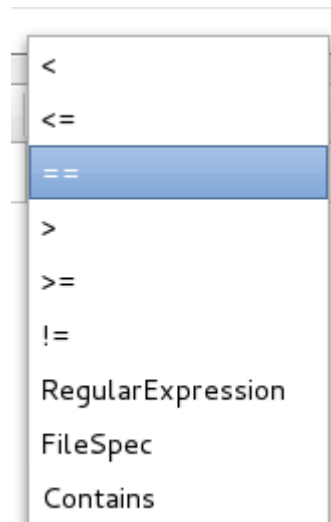 <
<=
==
>
>=
!=
RegularExpression
FileSpec
Contains